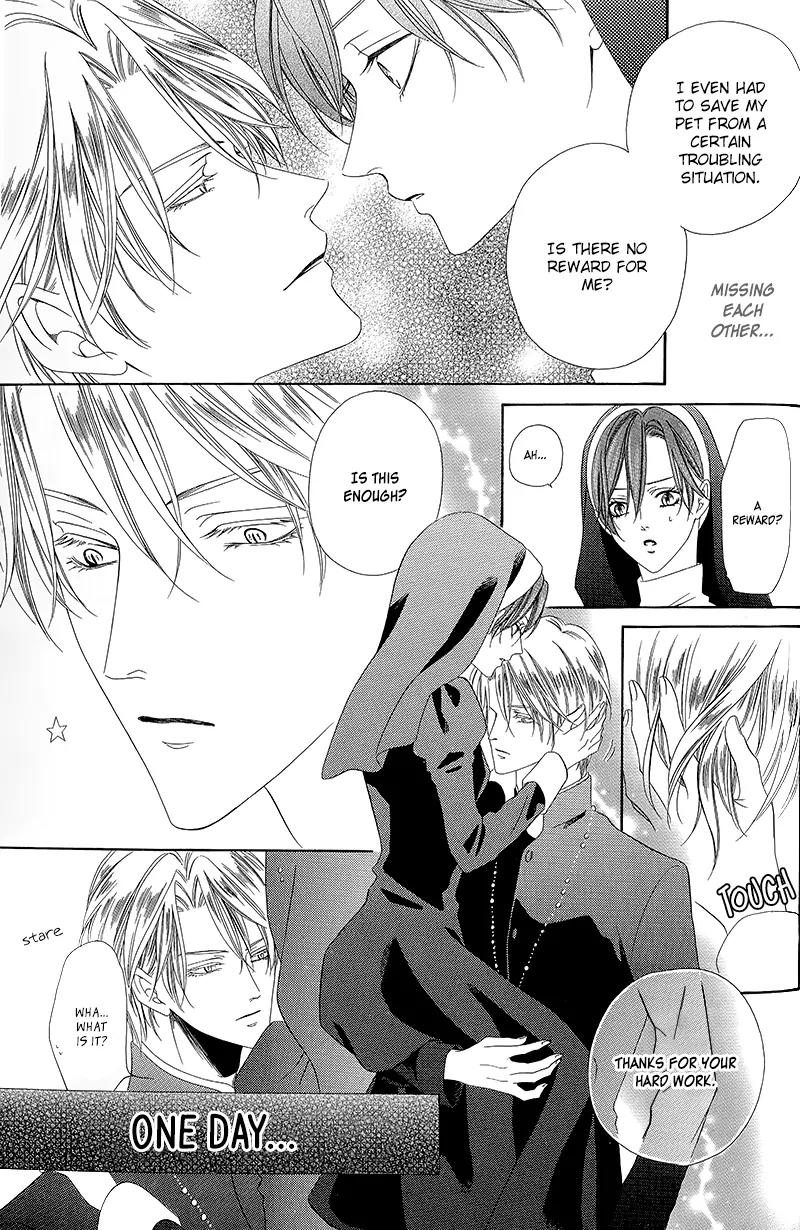 I EVEN HAD
TO SAVE MY
PET FROM A
CERTAIN
TROUBLING
SITUATION.
IS THERE NO
REWARD FOR
ME?
MISSING
EACH
OTHER...
A
REWARD?
AH...
TOUCH
IS THIS
ENOUGH?
THANKS FOR YOUR
HARD WORK.
stare
WHA...
WHAT
IS IT?
ONE DAY...